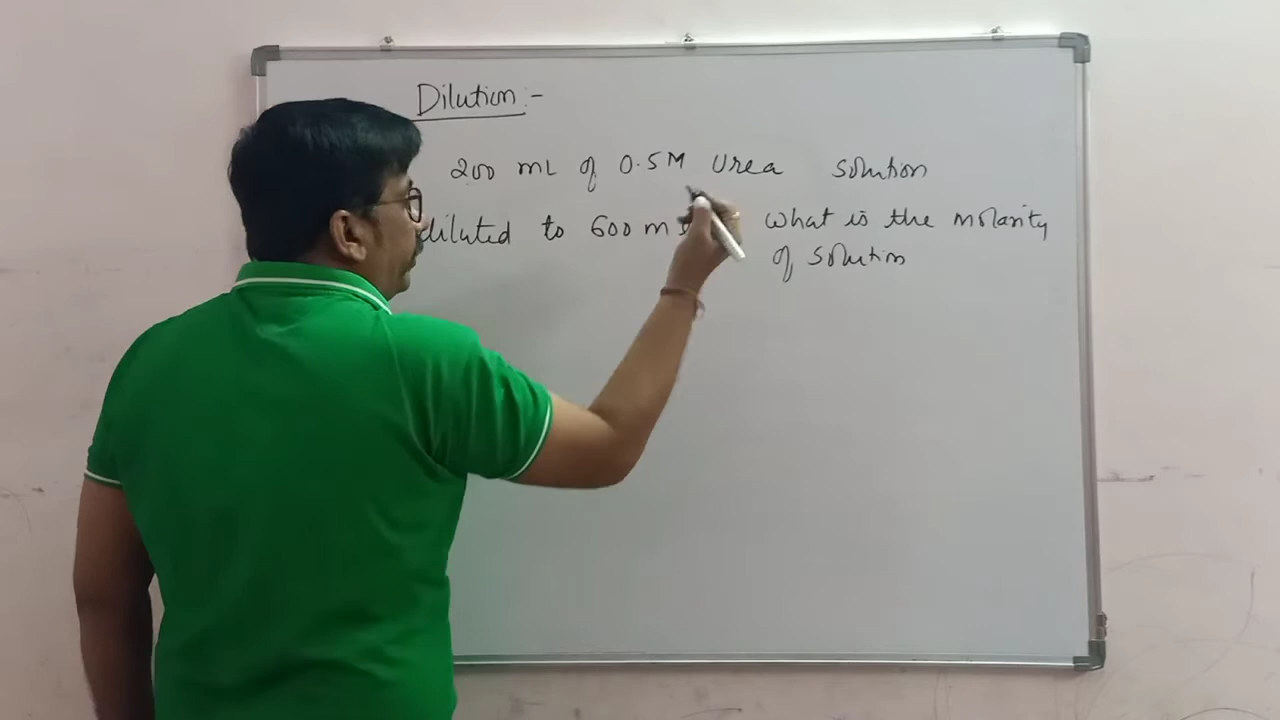 Dilution :-
200 mL of 0.5M Urea solution
diluted to 600 m what is the molarity
of solution